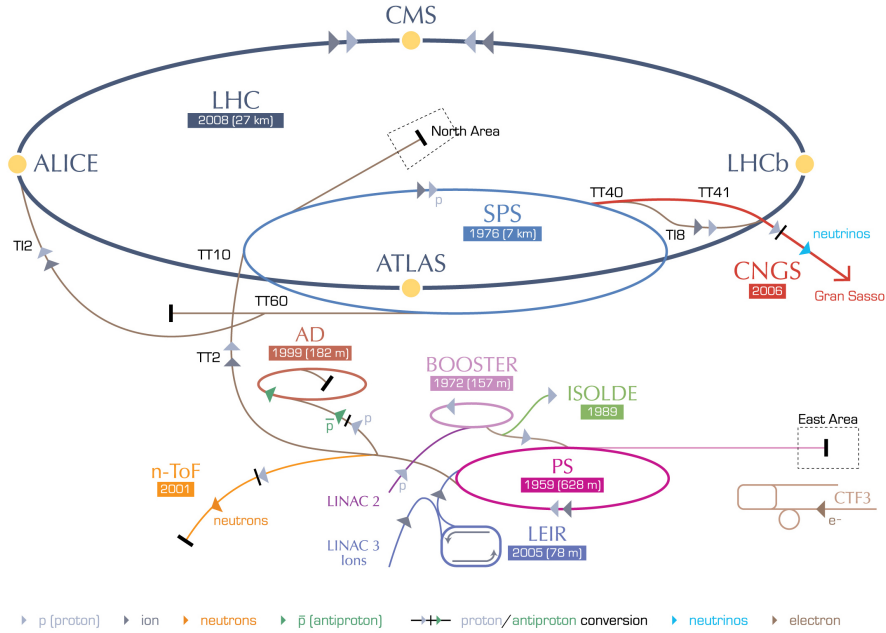 CMS
LHC
2008 (27 km)
North Area
ALICE
LHCb
TT40
TT41
p
SPS
1976 (7 km)
TI8
neutrinos
TI2
TT10
ATLAS
CNGS
2006
Gran Sasso
TT60
AD
1999 (182 m)
TT2
BOOSTER
1972 (157 m)
ISOLDE
1989
p̅
p
East Area
n-ToF
2001
PS
1959 (628 m)
p
LINAC 2
CTF3
e-
neutrons
LINAC 3
Ions
LEIR
2005 (78 m)
p (proton)
ion
neutrons
p̅ (antiproton)
proton/antiproton conversion
neutrinos
electron